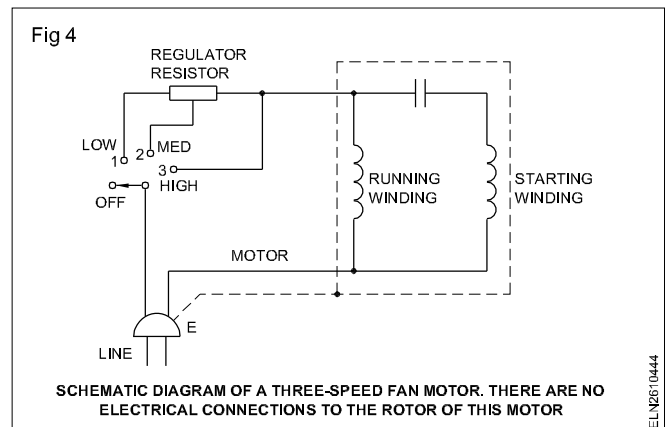 Fig 4
REGULATOR
RESISTOR
LOW
1
2
MED
3
HIGH
OFF
RUNNING
WINDING
STARTING
WINDING
MOTOR
E
LINE
SCHEMATIC DIAGRAM OF A THREE-SPEED FAN MOTOR. THERE ARE NO
ELECTRICAL CONNECTIONS TO THE ROTOR OF THIS MOTOR
ELN2610444